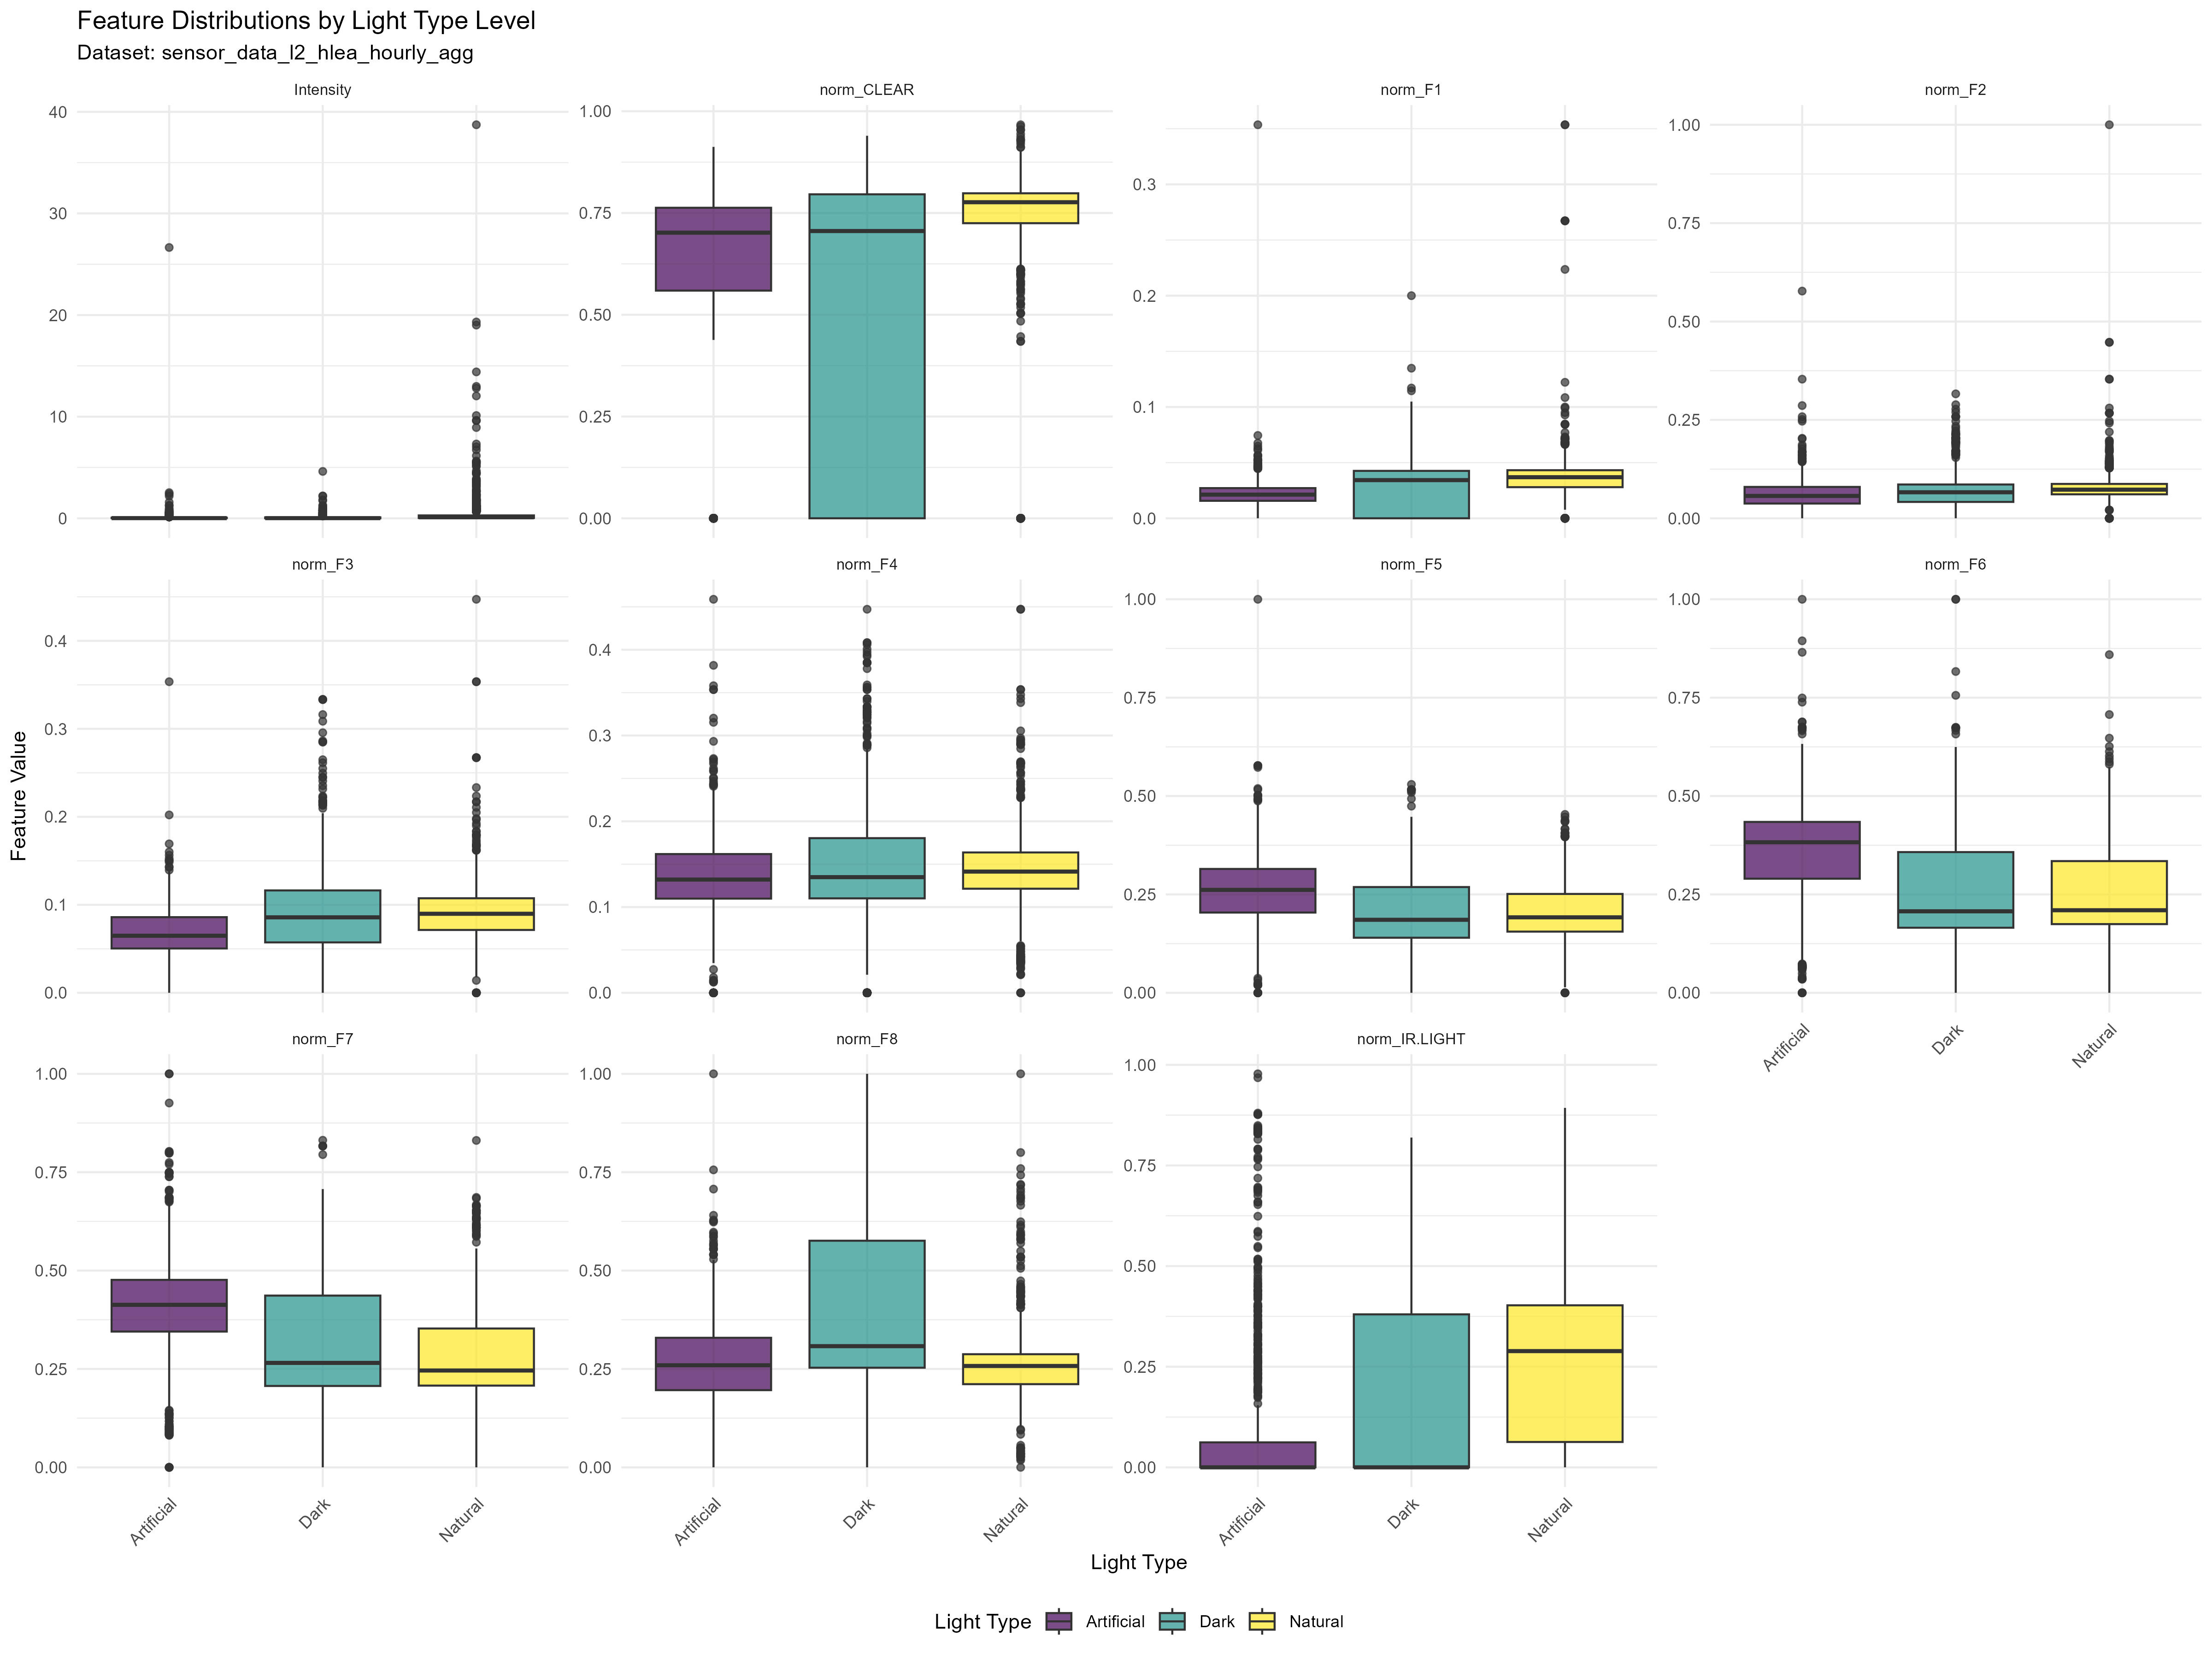 Feature Distributions by Light Type Level
Dataset: sensor_data_l2_hlea_hourly_agg
Intensity
norm_CLEAR
norm_F1
norm_F2
40
30
20
10
0
1.00
0.75
0.50
0.25
0.00
0.3
0.2
0.1
0.0
1.00
0.75
0.50
0.25
0.00
Feature Value
norm_F3
norm_F4
norm_F5
norm_F6
0.4
0.3
0.2
0.1
0.0
0.4
0.3
0.2
0.1
0.0
1.00
0.75
0.50
0.25
0.00
1.00
0.75
0.50
0.25
0.00
Artificial
Dark
Natural
norm_F7
norm_F8
norm_IR.LIGHT
1.00
0.75
0.50
0.25
0.00
1.00
0.75
0.50
0.25
0.00
1.00
0.75
0.50
0.25
0.00
Artificial
Dark
Natural
Artificial
Dark
Natural
Artificial
Dark
Natural
Light Type
Light Type Artificial Dark Natural